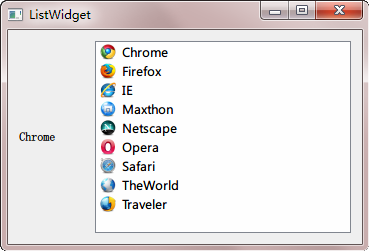 ListWidget
Chrome
Chrome
Firefox
IE
Maxthon
Netscape
Opera
Safari
TheWorld
Traveler